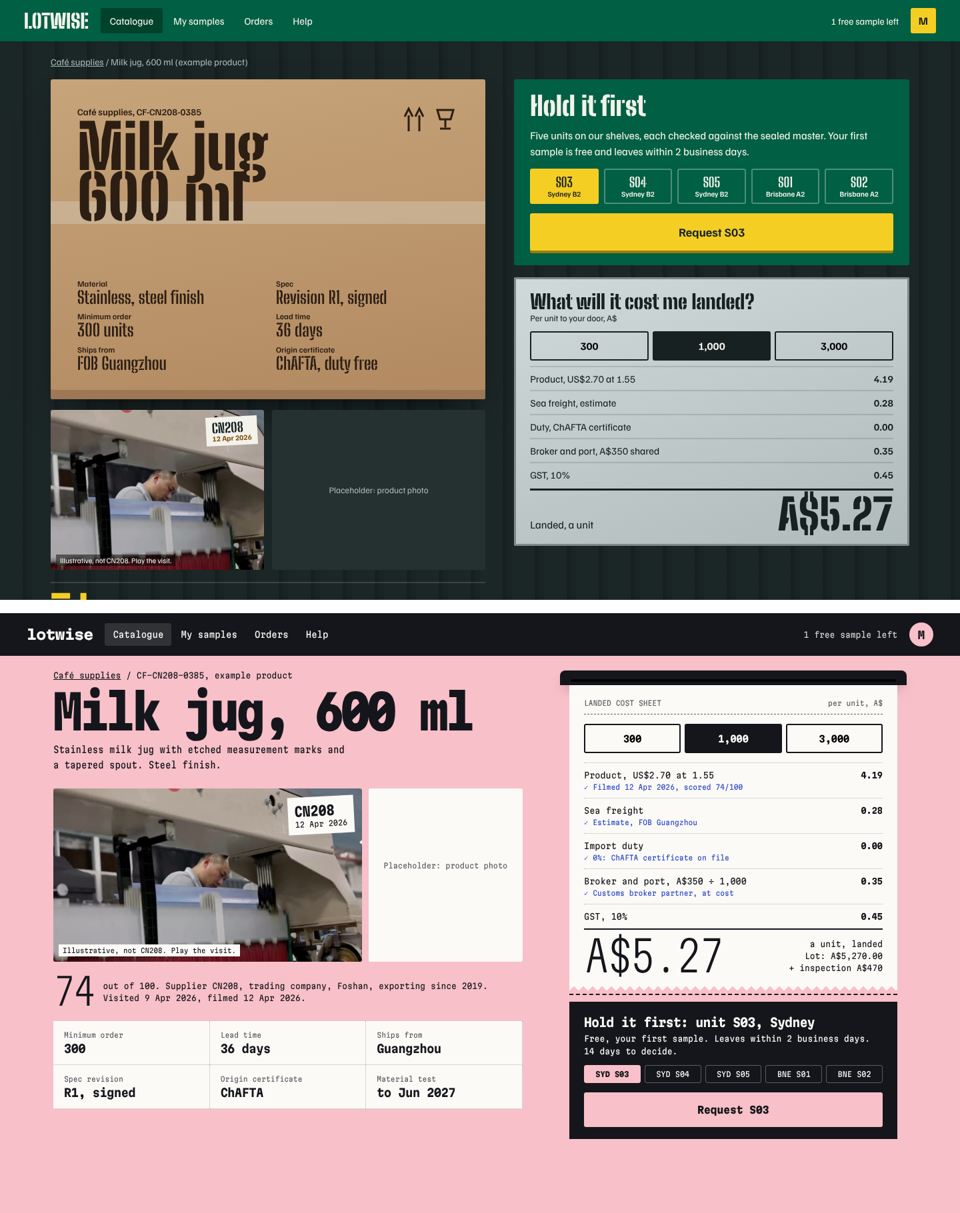 LOTWISE Catalogue My samples Orders Help 1 free sample left M
Café supplies / Milk jug, 600 ml (example product)
Café supplies, CF-CN208-0385
Milk jug
600 ml
Material
Stainless, steel finish
Spec
Revision R1, signed
Minimum order
300 units
Lead time
36 days
Ships from
FOB Guangzhou
Origin certificate
ChAFTA, duty free
CN208
12 Apr 2026
Illustrative, not CN208. Play the visit.
Placeholder: product photo
Hold it first
Five units on our shelves, each checked against the sealed master. Your first
sample is free and leaves within 2 business days.
S03 S04 S05 S01 S02
Sydney B2 Sydney B2 Sydney B2 Brisbane A2 Brisbane A2
Request S03
What will it cost me landed?
Per unit to your door, A$
300 1,000 3,000
Product, US$2.70 at 1.55 4.19
Sea freight, estimate 0.28
Duty, ChAFTA certificate 0.00
Broker and port, A$350 shared 0.35
GST, 10% 0.45
Landed, a unit A$5.27
lotwise Catalogue My samples Orders Help 1 free sample left M
Café supplies / CF-CN208-0385, example product
Milk jug, 600 ml
Stainless milk jug with etched measurement marks and
a tapered spout. Steel finish.
CN208
12 Apr 2026
Illustrative, not CN208. Play the visit.
Placeholder: product photo
74 out of 100. Supplier CN208, trading company, Foshan, exporting since 2019.
Visited 9 Apr 2026, filmed 12 Apr 2026.
Minimum order
300
Lead time
36 days
Ships from
Guangzhou
Spec revision
R1, signed
Origin certificate
ChAFTA
Material test
to Jun 2027
LANDED COST SHEET per unit, A$
300 1,000 3,000
Product, US$2.70 at 1.55 4.19
✓ Filmed 12 Apr 2026, scored 74/100
Sea freight 0.28
✓ Estimate, FOB Guangzhou
Import duty 0.00
✓ 0%: ChAFTA certificate on file
Broker and port, A$350 ÷ 1,000 0.35
✓ Customs broker partner, at cost
GST, 10% 0.45
A$5.27
a unit, landed
Lot: A$5,270.00
+ inspection A$470
Hold it first: unit S03, Sydney
Free, your first sample. Leaves within 2 business days.
14 days to decide.
SYD S03 SYD S04 SYD S05 BNE S01 BNE S02
Request S03